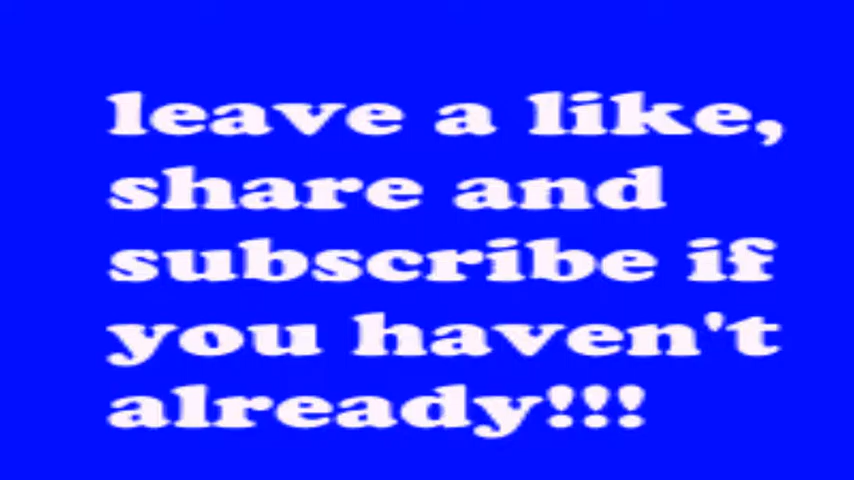 leave a like,
share and
subscribe if
you haven't
already!!!